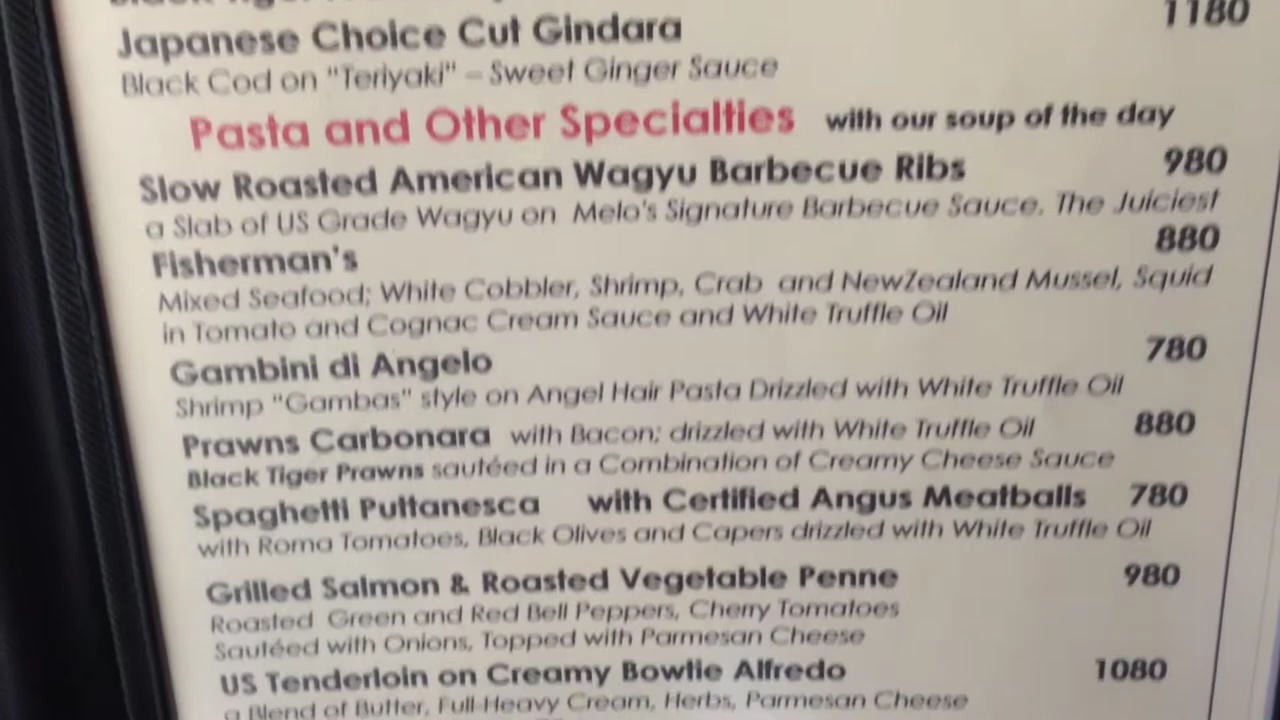 Black Tiger
1180
Japanese Choice Cut Gindara
Black Cod on "Teriyaki" – Sweet Ginger Sauce
Pasta and Other Specialties with our soup of the day
Slow Roasted American Wagyu Barbecue Ribs 980
a Slab of US Grade Wagyu on Melo's Signature Barbecue Sauce. The Juiciest
Fisherman's 880
Mixed Seafood; White Cobbler, Shrimp, Crab and NewZealand Mussel, Squid
in Tomato and Cognac Cream Sauce and White Truffle Oil
Gambini di Angelo 780
Shrimp "Gambas" style on Angel Hair Pasta Drizzled with White Truffle Oil
Prawns Carbonara with Bacon; drizzled with White Truffle Oil 880
Black Tiger Prawns sautéed in a Combination of Creamy Cheese Sauce
Spaghetti Puttanesca with Certified Angus Meatballs 780
with Roma Tomatoes, Black Olives and Capers drizzled with White Truffle Oil
Grilled Salmon & Roasted Vegetable Penne 980
Roasted Green and Red Bell Peppers, Cherry Tomatoes
Sautéed with Onions, Topped with Parmesan Cheese
US Tenderloin on Creamy Bowtie Alfredo 1080
a Blend of Butter, Full-Heavy Cream, Herbs, Parmesan Cheese